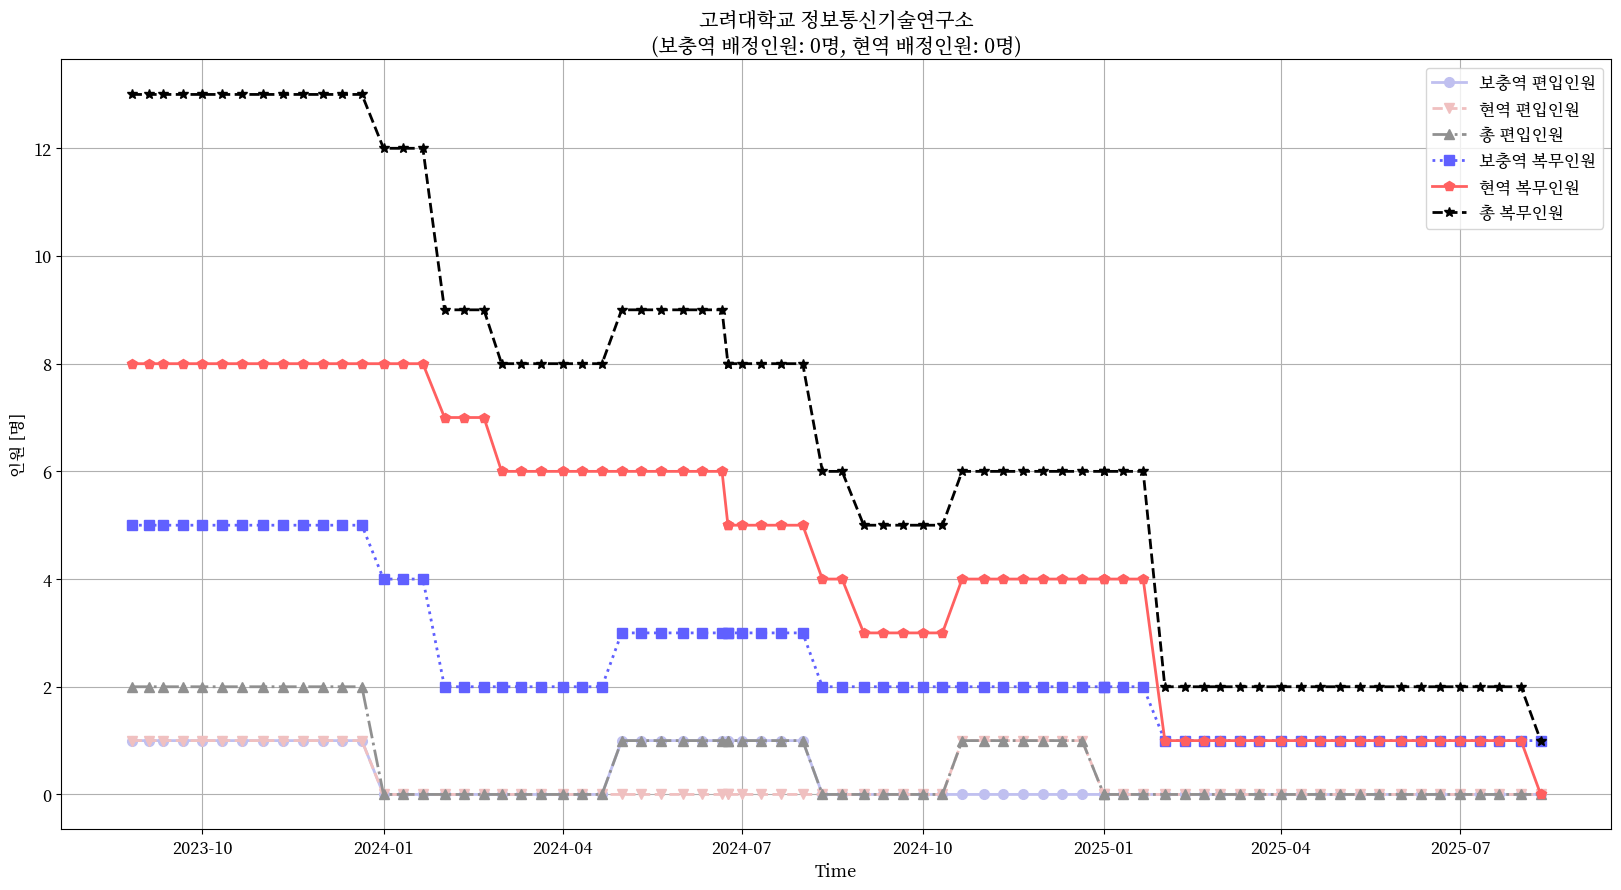 고려대학교 정보통신기술연구소
(보충역 배정인원: 0명, 현역 배정인원: 0명)
보충역 편입인원
현역 편입인원
총 편입인원
보충역 복무인원
현역 복무인원
총 복무인원
인원 [명]
12
10
8
6
4
2
0
2023-10
2024-01
2024-04
2024-07
2024-10
2025-01
2025-04
2025-07
Time